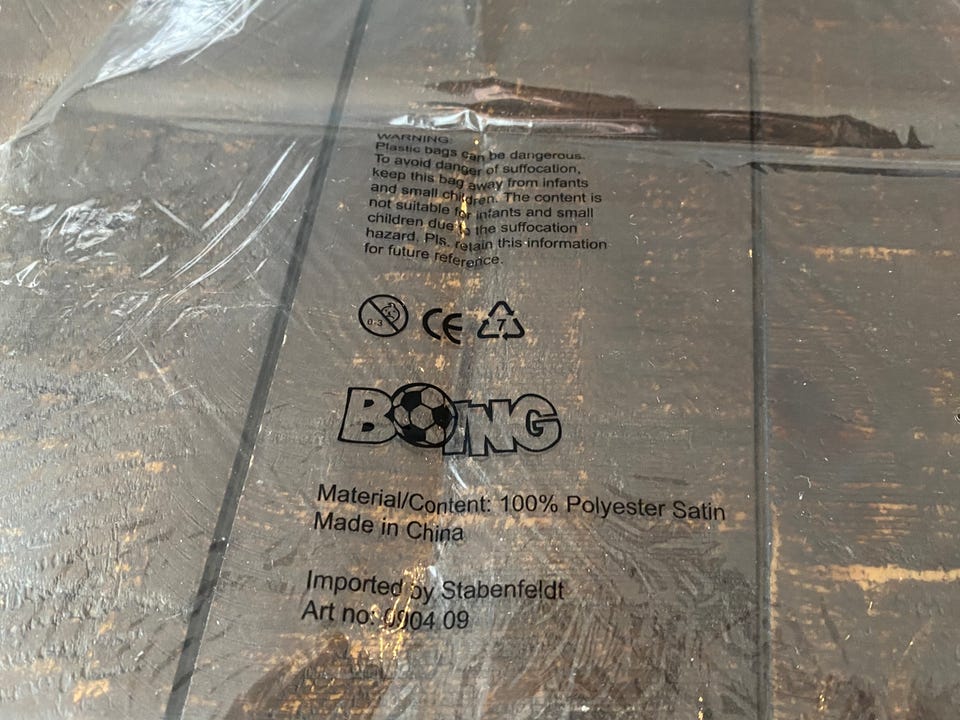 WARNING:
Plastic bags can be dangerous.
To avoid danger of suffocation,
keep this bag away from infants
and small children. The content is
not suitable for infants and small
children due to the suffocation
hazard. Pls. retain this information
for future reference.
0-3 CE 7
BOING
Material/Content: 100% Polyester Satin
Made in China
Imported by Stabenfeldt
Art no: 0904 09